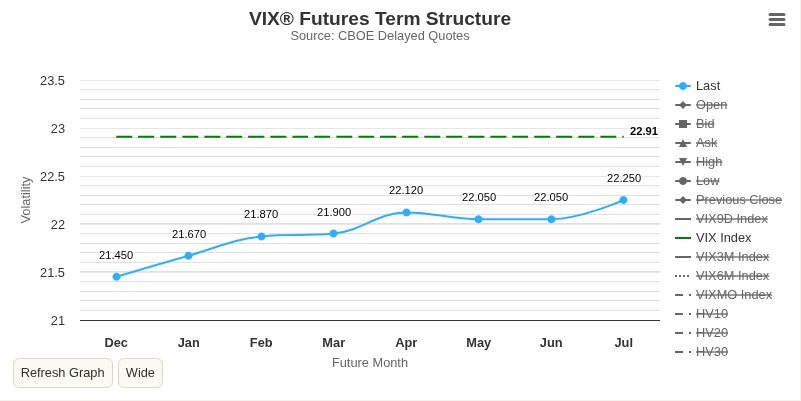 VIX® Futures Term Structure
Source: CBOE Delayed Quotes
Volatility
23.5
23
22.5
22
21.5
21
22.91
21.450
21.670
21.870
21.900
22.120
22.050
22.050
22.250
Dec
Jan
Feb
Mar
Apr
May
Jun
Jul
Future Month
Last
Open
Bid
Ask
High
Low
Previous Close
VIX9D Index
VIX Index
VIX3M Index
VIX6M Index
VIXMO Index
HV10
HV20
HV30
Refresh Graph
Wide